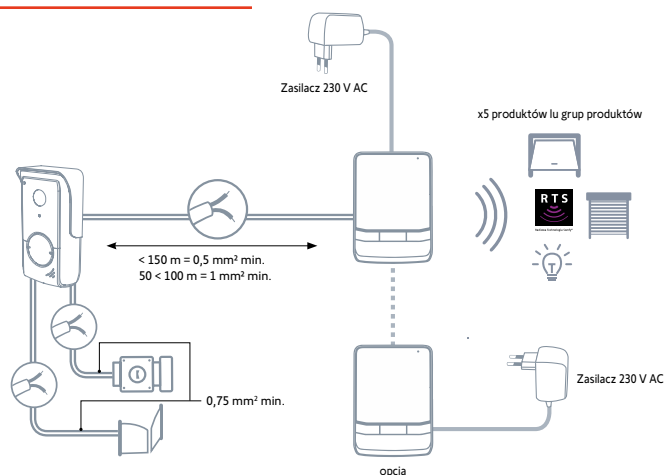 Zasilacz 230 V AC
x5 produktów lu grup produktów
RTS
< 150 m = 0,5 mm² min.
50 < 100 m = 1 mm² min.
Zasilacz 230 V AC
0,75 mm² min.
opcja